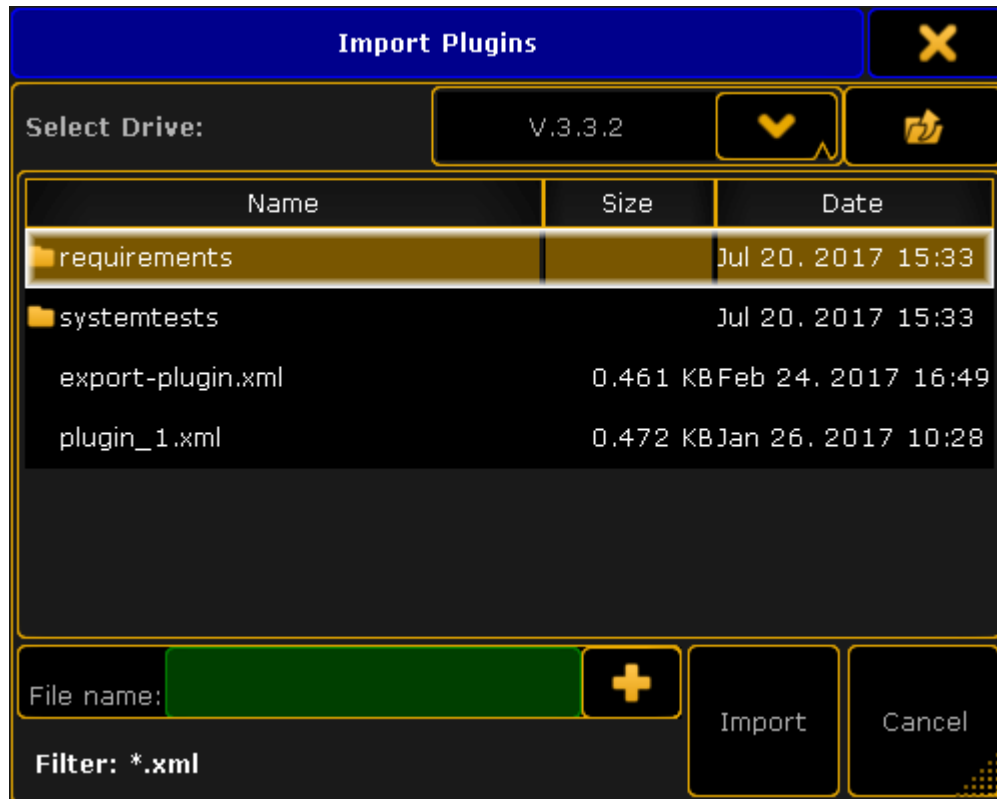 Import Plugins
Select Drive: V.3.3.2
Name Size Date
requirements Jul 20. 2017 15:33
systemtests Jul 20. 2017 15:33
export-plugin.xml 0.461 KB Feb 24. 2017 16:49
plugin_1.xml 0.472 KB Jan 26. 2017 10:28
File name:
Import Cancel
Filter: *.xml